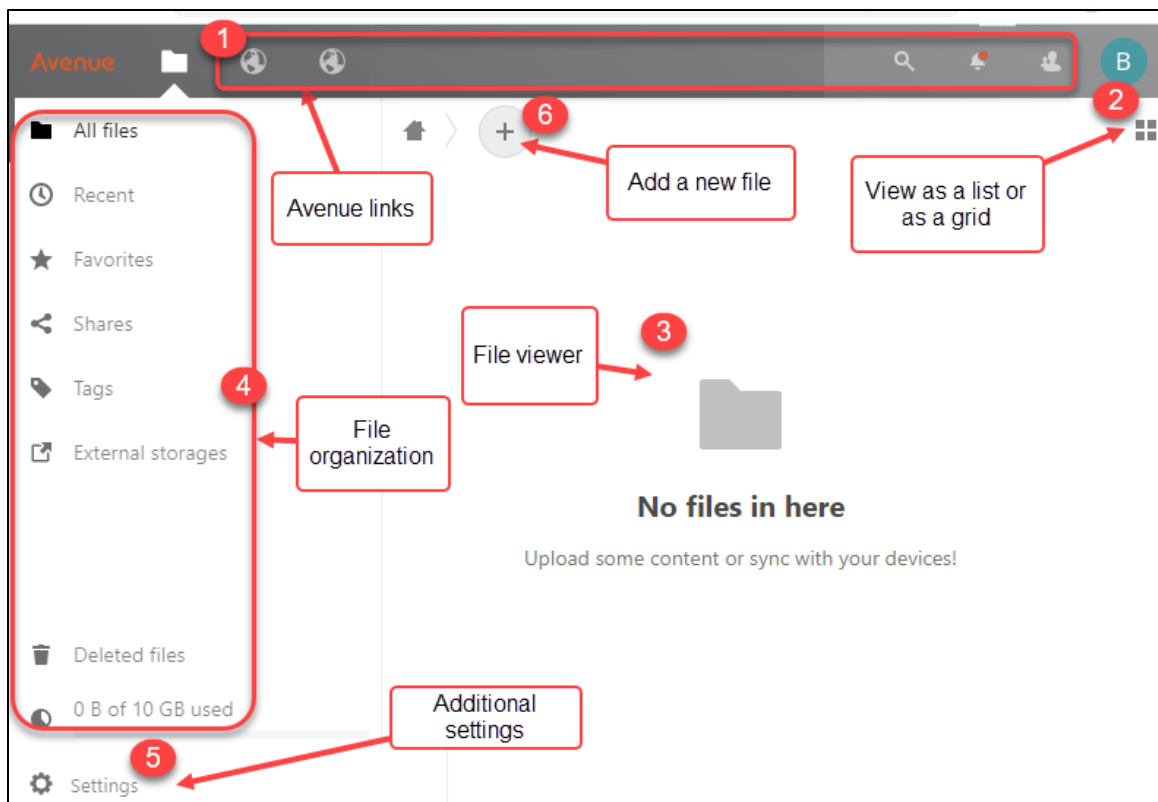 Avenue
1
B
2
All files
6
Add a new file
View as a list or
as a grid
Recent
Avenue links
Favorites
Shares
File viewer
3
Tags
4
File
organization
External storages
No files in here
Upload some content or sync with your devices!
Deleted files
0 B of 10 GB used
Additional
settings
5
Settings